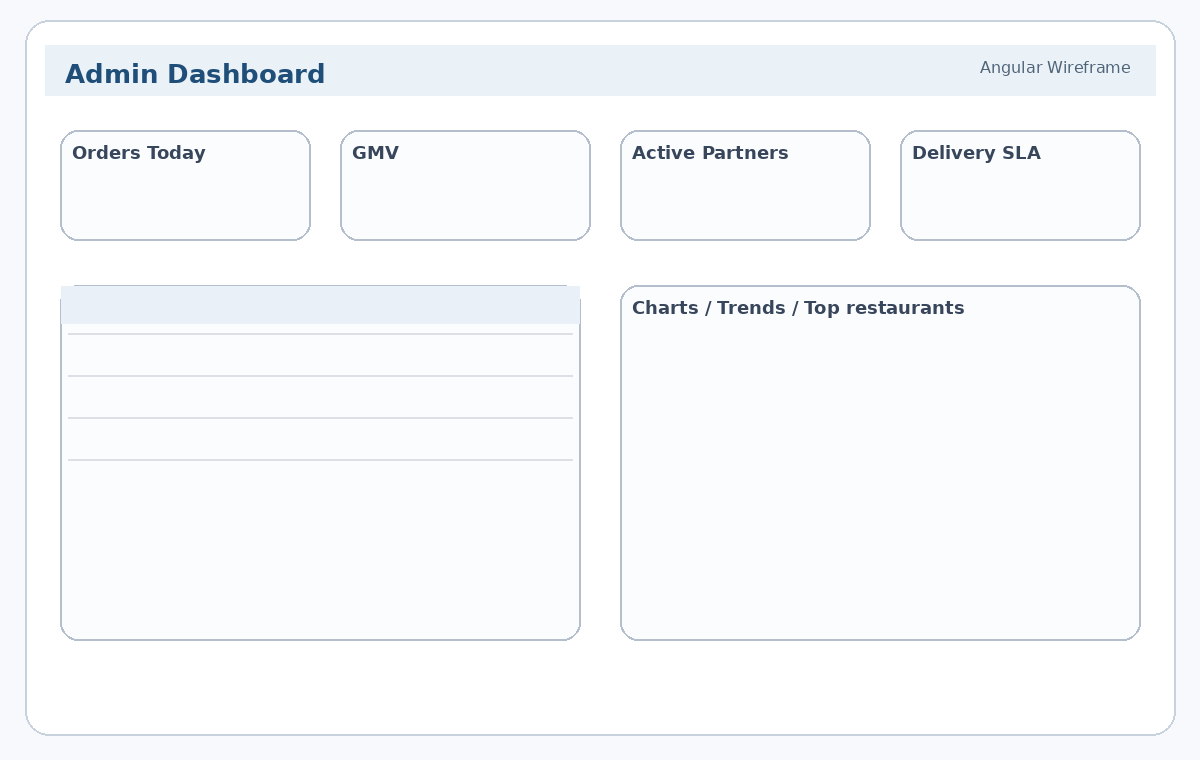 Admin Dashboard
Angular Wireframe
Orders Today
GMV
Active Partners
Delivery SLA
Charts / Trends / Top restaurants